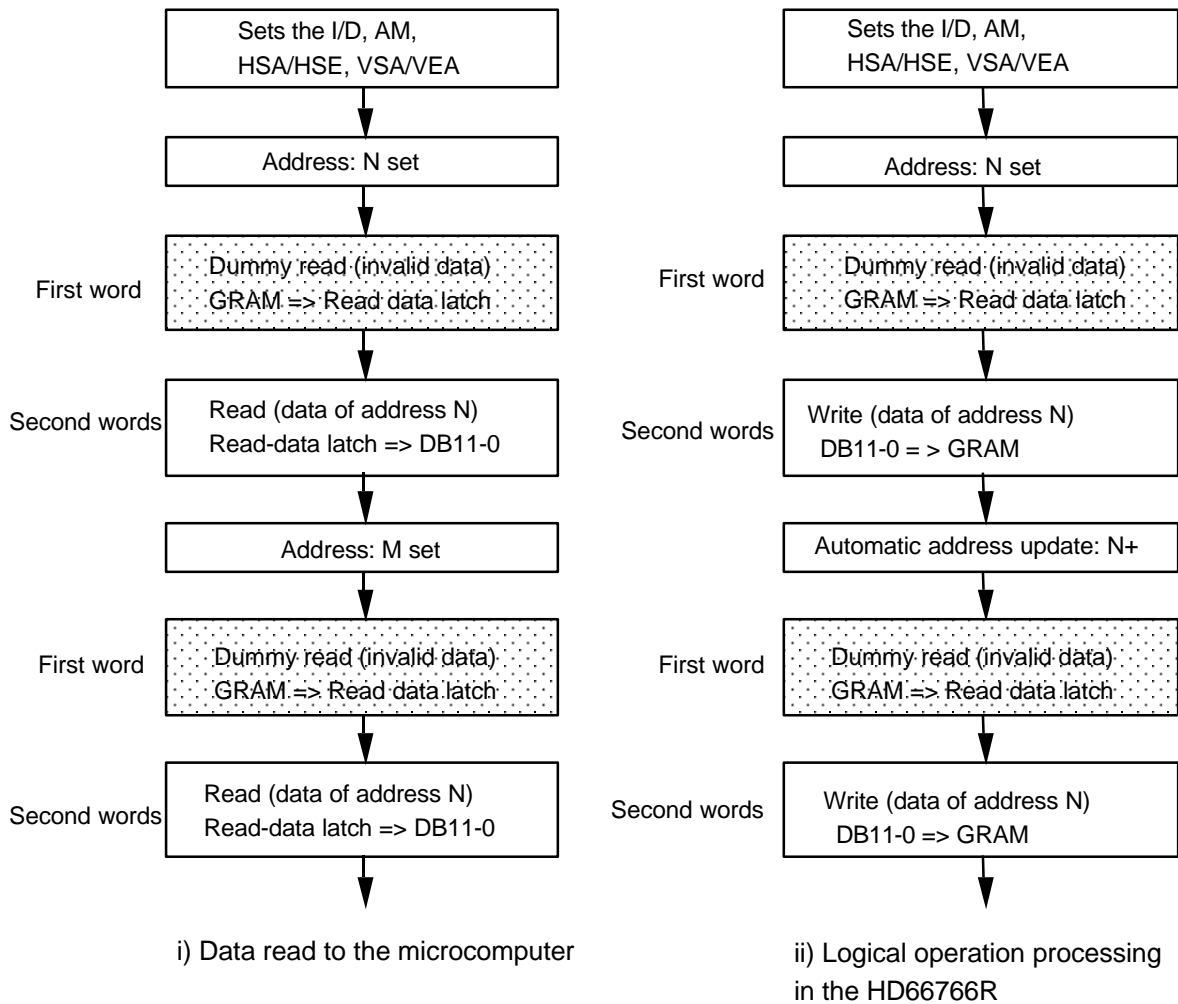 Sets the I/D, AM,
HSA/HSE, VSA/VEA
Address: N set
First word
Dummy read (invalid data)
GRAM => Read data latch
Second words
Read (data of address N)
Read-data latch => DB11-0
Address: M set
First word
Dummy read (invalid data)
GRAM => Read data latch
Second words
Read (data of address N)
Read-data latch => DB11-0
i) Data read to the microcomputer
Sets the I/D, AM,
HSA/HSE, VSA/VEA
Address: N set
First word
Dummy read (invalid data)
GRAM => Read data latch
Second words
Write (data of address N)
DB11-0 = > GRAM
Automatic address update: N+
First word
Dummy read (invalid data)
GRAM => Read data latch
Second words
Write (data of address N)
DB11-0 => GRAM
ii) Logical operation processing
in the HD66766R